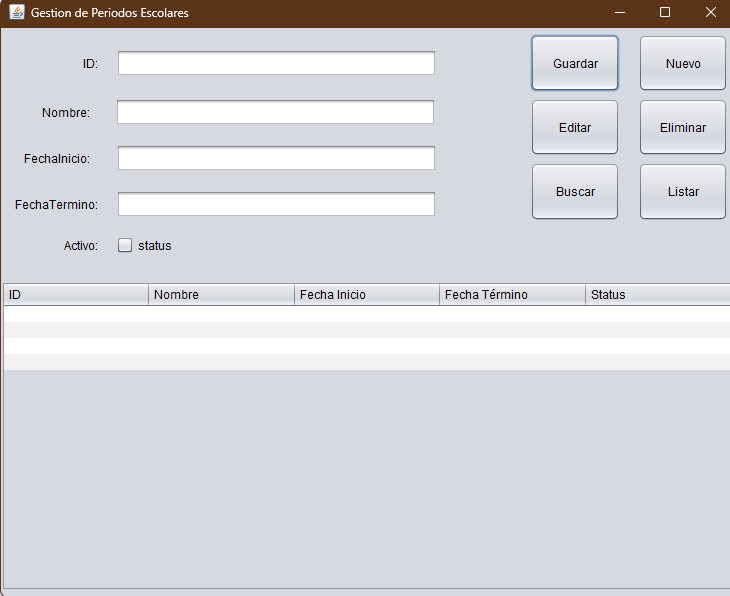 Gestion de Periodos Escolares
ID:
Guardar Nuevo
Nombre:
Editar Eliminar
FechaInicio:
Buscar Listar
FechaTermino:
Activo: status
ID Nombre Fecha Inicio Fecha Término Status